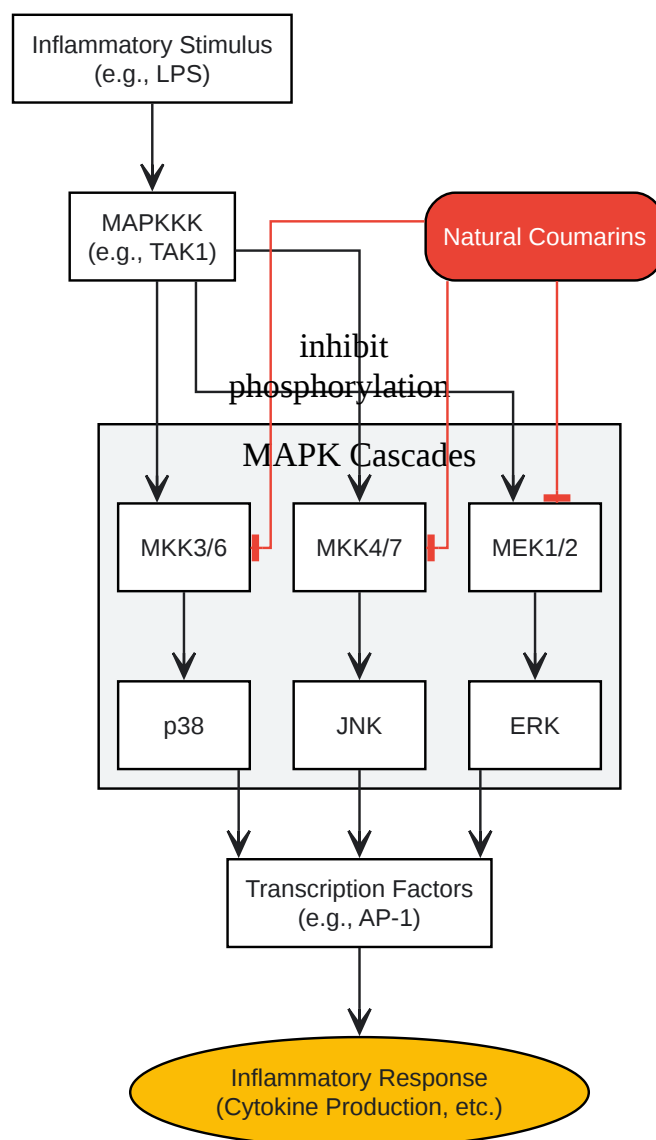 Inflammatory Stimulus
(e.g., LPS)
MAPKKK
(e.g., TAK1)
Natural Coumarins
inhibit
phosphorylation
MAPK Cascades
MKK3/6
MKK4/7
MEK1/2
p38
JNK
ERK
Transcription Factors
(e.g., AP-1)
Inflammatory Response
(Cytokine Production, etc.)